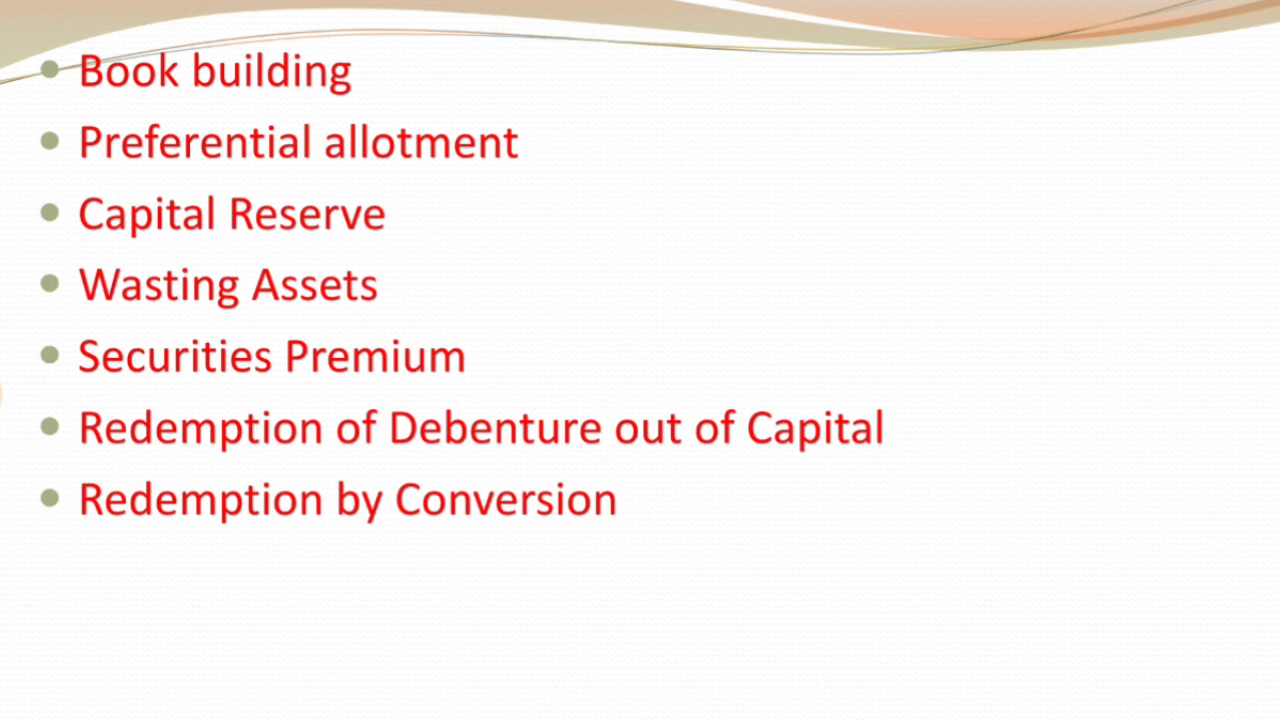 Book building
Preferential allotment
Capital Reserve
Wasting Assets
Securities Premium
Redemption of Debenture out of Capital
Redemption by Conversion